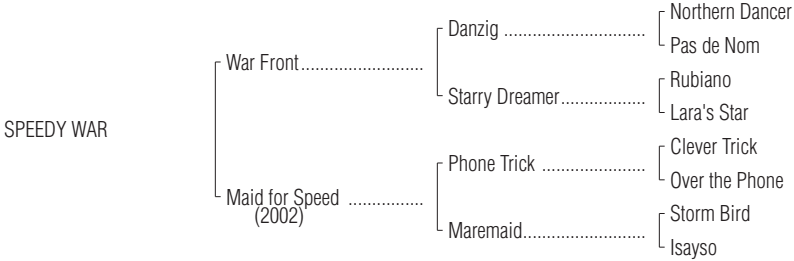 Northern Dancer
Danzig ..............................
Pas de Nom
War Front..........................
Rubiano
Starry Dreamer..................
Lara's Star
SPEEDY WAR
Clever Trick
Phone Trick ......................
Over the Phone
Maid for Speed ................
(2002)
Storm Bird
Maremaid..........................
Isayso